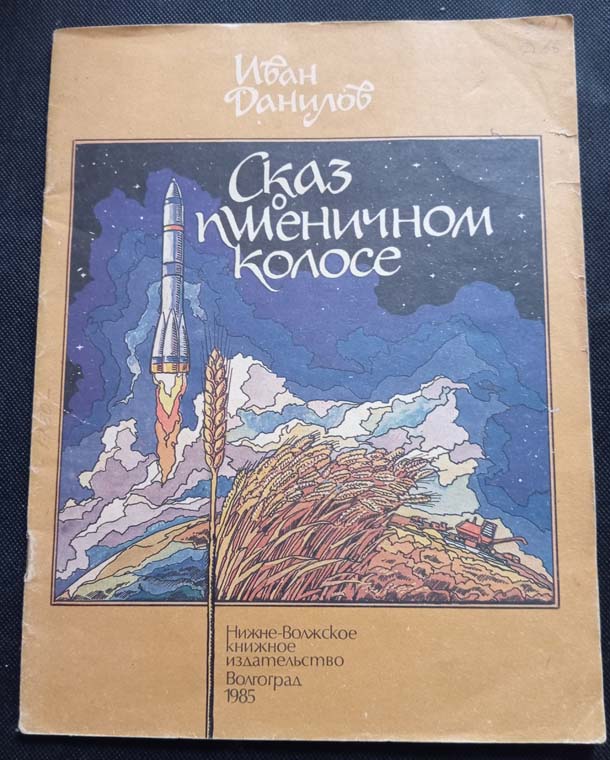 Иван
Данилов
Сказ
о
пшеничном
колосе
Нижне-Волжское
книжное
издательство
Волгоград
1985